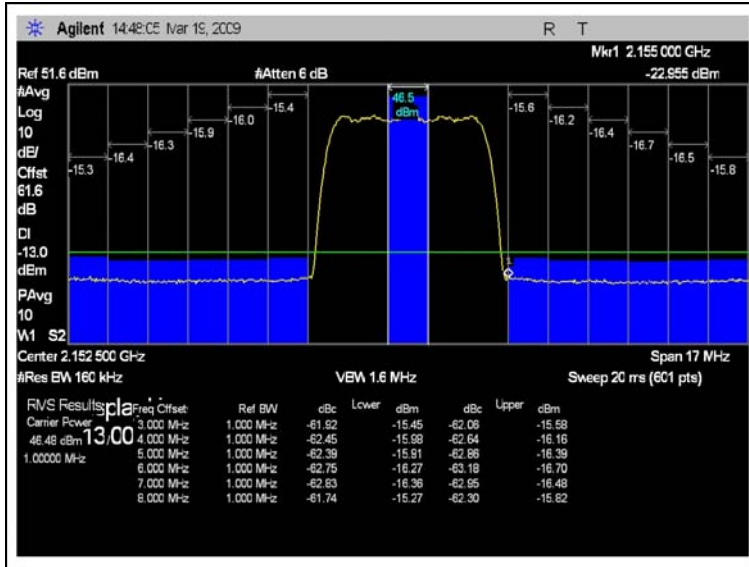 Agilent 14:48:05 Mar 19, 2009 R T
Mkr1 2.155 000 GHz
Ref 51.6 dBm #Atten 6 dB -22.955 dBm
#Avg
Log
10
dB/
Offst
61.6
dB
DI
-13.0
dBm
PAvg
10
W1 S2
46.5
dBm
-15.4 -15.6
-16.0 -16.2
-15.9 -16.4
-16.3 -16.7
-16.4 -16.5
-15.3 -15.8
1
Center 2.152 500 GHz Span 17 MHz
#Res BW 160 kHz VBW 1.6 MHz Sweep 20 ms (601 pts)
RMS Results Freq Offset Ref BW dBc Lower dBm dBc Upper dBm
Carrier Power 3.000 MHz 1.000 MHz -61.92 -15.45 -62.06 -15.58
46.48 dBm 13/00 4.000 MHz 1.000 MHz -62.45 -15.98 -62.64 -16.16
1.00000 MHz 5.000 MHz 1.000 MHz -62.39 -15.91 -62.86 -16.39
6.000 MHz 1.000 MHz -62.75 -16.27 -63.18 -16.70
7.000 MHz 1.000 MHz -62.83 -16.36 -62.95 -16.48
8.000 MHz 1.000 MHz -61.74 -15.27 -62.30 -15.82